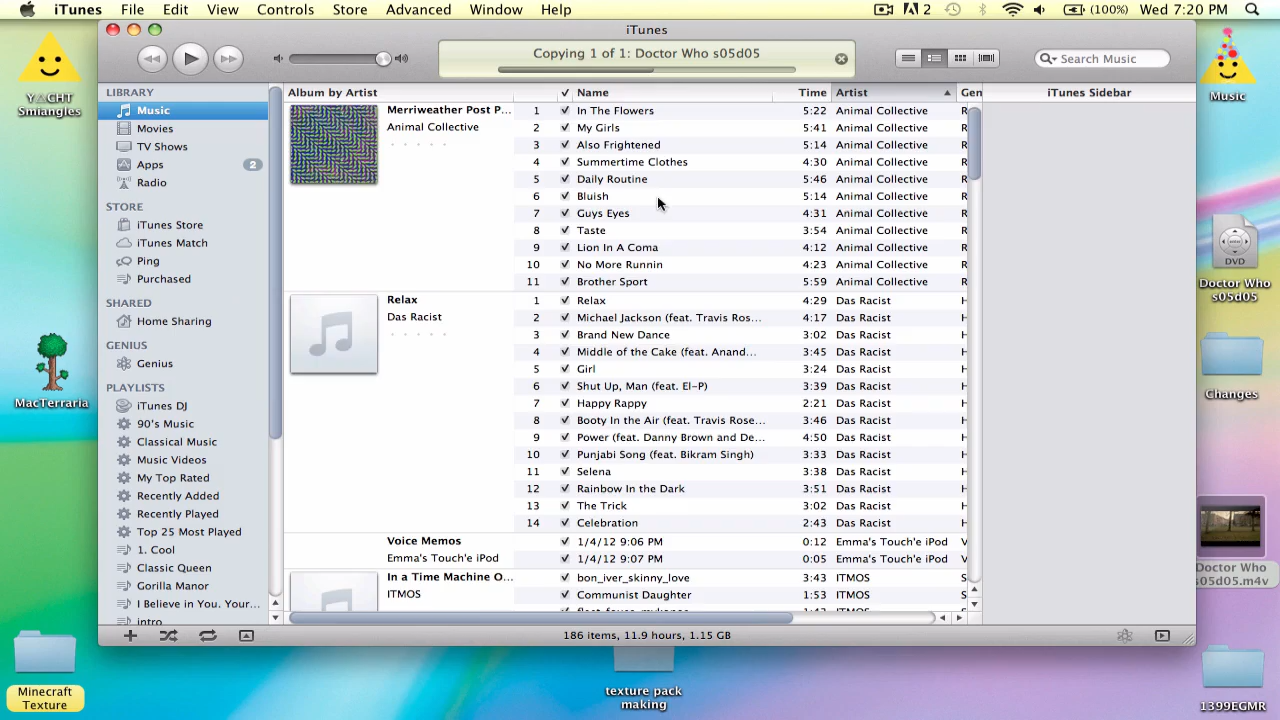 iTunes File Edit View Controls Store Advanced Window Help 2 (100%) Wed 7:20 PM
iTunes
Copying 1 of 1: Doctor Who s05d05
Search Music
LIBRARY
Music
Movies
TV Shows
Apps 2
Radio
STORE
iTunes Store
iTunes Match
Ping
Purchased
SHARED
Home Sharing
GENIUS
Genius
PLAYLISTS
iTunes DJ
90's Music
Classical Music
Music Videos
My Top Rated
Recently Added
Recently Played
Top 25 Most Played
1. Cool
Classic Queen
Gorilla Manor
I Believe in You. Your...
intro
Album by Artist Name Time Artist Gen
Merriweather Post P...
Animal Collective
1 In The Flowers 5:22 Animal Collective R
2 My Girls 5:41 Animal Collective R
3 Also Frightened 5:14 Animal Collective R
4 Summertime Clothes 4:30 Animal Collective R
5 Daily Routine 5:46 Animal Collective R
6 Bluish 5:14 Animal Collective R
7 Guys Eyes 4:31 Animal Collective R
8 Taste 3:54 Animal Collective R
9 Lion In A Coma 4:12 Animal Collective R
10 No More Runnin 4:23 Animal Collective R
11 Brother Sport 5:59 Animal Collective R
Relax
Das Racist
1 Relax 4:29 Das Racist H
2 Michael Jackson (feat. Travis Ros... 4:17 Das Racist H
3 Brand New Dance 3:02 Das Racist H
4 Middle of the Cake (feat. Anand... 3:45 Das Racist H
5 Girl 3:24 Das Racist H
6 Shut Up, Man (feat. El-P) 3:39 Das Racist H
7 Happy Rappy 2:21 Das Racist H
8 Booty In the Air (feat. Travis Rose... 3:46 Das Racist H
9 Power (feat. Danny Brown and De... 4:50 Das Racist H
10 Punjabi Song (feat. Bikram Singh) 3:33 Das Racist H
11 Selena 3:38 Das Racist H
12 Rainbow In the Dark 3:51 Das Racist H
13 The Trick 3:02 Das Racist H
14 Celebration 2:43 Das Racist H
Voice Memos
Emma's Touch'e iPod
1/4/12 9:06 PM 0:12 Emma's Touch'e iPod V
1/4/12 9:07 PM 0:05 Emma's Touch'e iPod V
In a Time Machine O...
ITMOS
bon_iver_skinny_love 3:43 ITMOS S
Communist Daughter 1:53 ITMOS S
iTunes Sidebar
186 items, 11.9 hours, 1.15 GB
Y△CHT
Smiangles
MacTerraria
Minecraft
Texture
texture pack
making
Music
DVD
Doctor Who
s05d05
Changes
Doctor Who
s05d05.m4v
1399EGMR